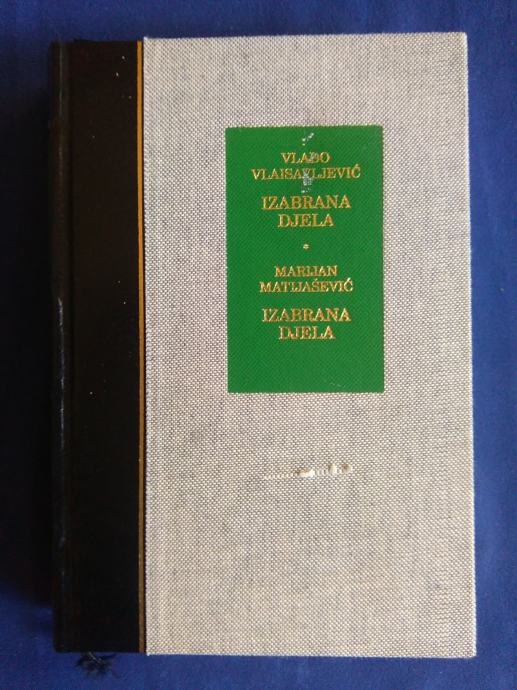 VLADO
VLAISAVLJEVIĆ
IZABRANA
DJELA
*
MARIJAN
MATIJAŠEVIĆ
IZABRANA
DJELA